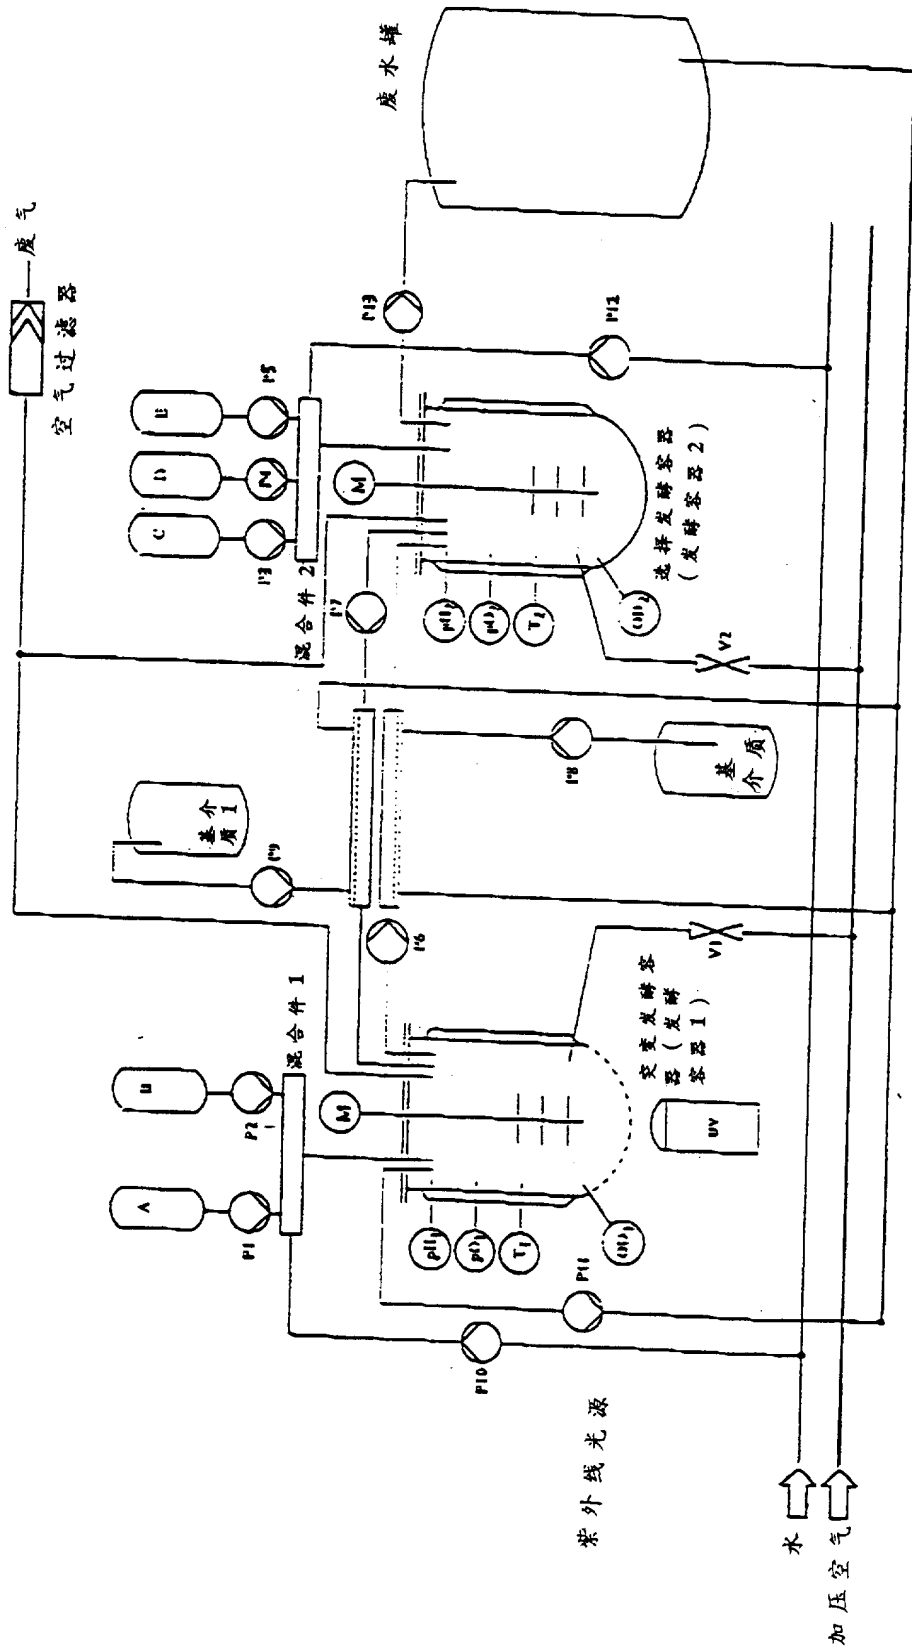 废气
空气过滤器
废水罐
A
P1
P2
混合件 1
M
T₁
P10
P11
UV
突变发酵容
器(发酵
容器1)
紫外线光源
V1
基介
质 1
P9
P6
P8
基质
介
P7
混合件 2
C
D
E
P3
P5
M
T₂
选择发酵容器
(发酵容器2)
V2
P12
P13
水
加压空气